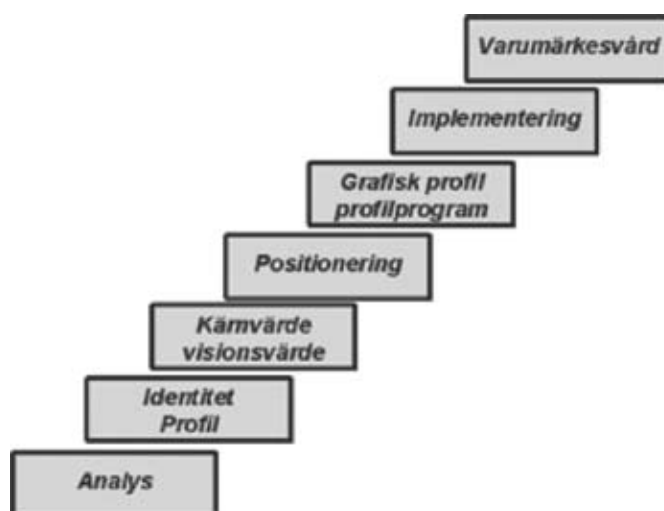 Varumärkesvård
Implementering
Grafisk profil
profilprogram
Positionering
Kärnvärde
visionsvärde
Identitet
Profil
Analys